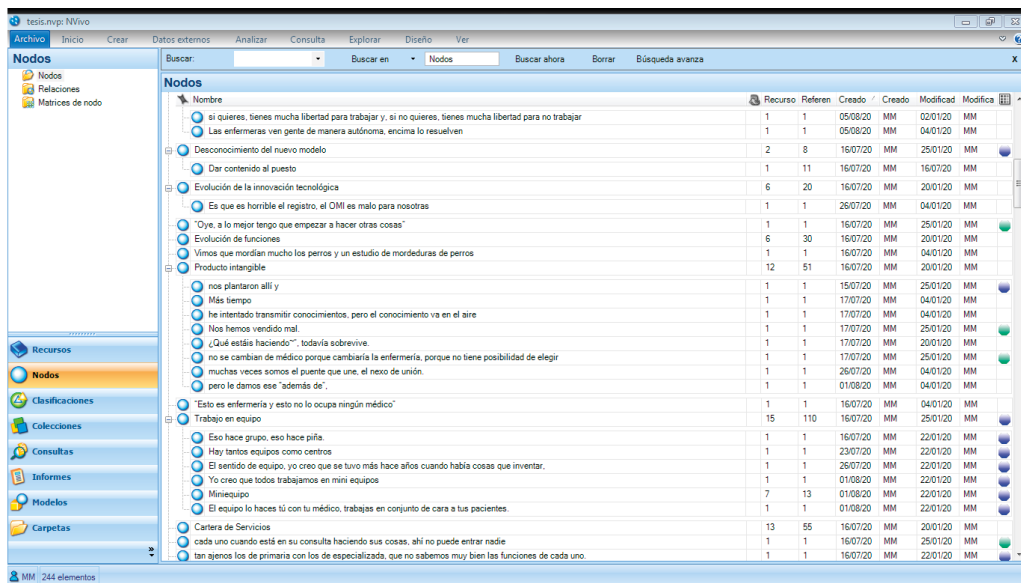 tesis.nvp: NVivo
Archivo Inicio Crear Datos externos Analizar Consulta Explorar Diseño Ver
Nodos Buscar: Buscar en Nodos Buscar ahora Borrar Búsqueda avanza x
Nodos
Relaciones
Matrices de nodo
Nodos
Nombre Recurso Referen Creado Creado Modificad Modifica
si quieres, tienes mucha libertad para trabajar y, si no quieres, tienes mucha libertad para no trabajar 1 1 05/08/20 MM 02/01/20 MM
Las enfermeras ven gente de manera autónoma, encima lo resuelven 1 1 05/08/20 MM 04/01/20 MM
Desconocimiento del nuevo modelo 2 8 16/07/20 MM 25/01/20 MM
Dar contenido al puesto 1 11 16/07/20 MM 16/07/20 MM
Evolución de la innovación tecnológica 6 20 16/07/20 MM 20/01/20 MM
Es que es horrible el registro, el OMI es malo para nosotras 1 1 26/07/20 MM 04/01/20 MM
"Oye, a lo mejor tengo que empezar a hacer otras cosas" 1 1 16/07/20 MM 25/01/20 MM
Evolución de funciones 6 30 16/07/20 MM 20/01/20 MM
Vimos que mordían mucho los perros y un estudio de mordeduras de perros 1 1 16/07/20 MM 04/01/20 MM
Producto intangible 12 51 16/07/20 MM 20/01/20 MM
nos plantaron allí y 1 1 15/07/20 MM 25/01/20 MM
Más tiempo 1 1 17/07/20 MM 04/01/20 MM
he intentado transmitir conocimientos, pero el conocimiento va en el aire 1 1 17/07/20 MM 04/01/20 MM
Nos hemos vendido mal. 1 1 17/07/20 MM 25/01/20 MM
¿Qué estáis haciendo~", todavía sobrevive. 1 1 17/07/20 MM 20/01/20 MM
no se cambian de médico porque cambiaría la enfermería, porque no tiene posibilidad de elegir 1 1 17/07/20 MM 25/01/20 MM
muchas veces somos el puente que une, el nexo de unión. 1 1 26/07/20 MM 04/01/20 MM
pero le damos ese "además de", 1 1 01/08/20 MM 04/01/20 MM
"Esto es enfermería y esto no lo ocupa ningún médico" 1 1 16/07/20 MM 04/01/20 MM
Trabajo en equipo 15 110 16/07/20 MM 25/01/20 MM
Eso hace grupo, eso hace piña. 1 1 16/07/20 MM 22/01/20 MM
Hay tantos equipos como centros 1 1 23/07/20 MM 22/01/20 MM
El sentido de equipo, yo creo que se tuvo más hace años cuando había cosas que inventar, 1 1 26/07/20 MM 22/01/20 MM
Yo creo que todos trabajamos en mini equipos 1 1 01/08/20 MM 22/01/20 MM
Miniequipo 7 13 01/08/20 MM 22/01/20 MM
El equipo lo haces tú con tu médico, trabajas en conjunto de cara a tus pacientes. 1 1 01/08/20 MM 22/01/20 MM
Cartera de Servicios 13 55 16/07/20 MM 20/01/20 MM
cada uno cuando está en su consulta haciendo sus cosas, ahí no puede entrar nadie 1 1 16/07/20 MM 25/01/20 MM
tan ajenos los de primaria con los de especializada, que no sabemos muy bien las funciones de cada uno. 1 1 16/07/20 MM 22/01/20 MM
Recursos
Nodos
Clasificaciones
Colecciones
Consultas
Informes
Modelos
Carpetas
»
MM 244 elementos